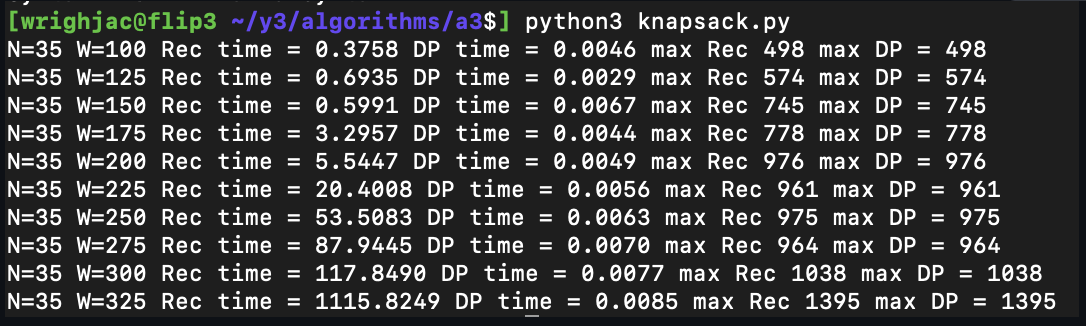 [wrighjac@flip3 ~/y3/algorithms/a3$] python3 knapsack.py
N=35 W=100 Rec time = 0.3758 DP time = 0.0046 max Rec 498 max DP = 498
N=35 W=125 Rec time = 0.6935 DP time = 0.0029 max Rec 574 max DP = 574
N=35 W=150 Rec time = 0.5991 DP time = 0.0067 max Rec 745 max DP = 745
N=35 W=175 Rec time = 3.2957 DP time = 0.0044 max Rec 778 max DP = 778
N=35 W=200 Rec time = 5.5447 DP time = 0.0049 max Rec 976 max DP = 976
N=35 W=225 Rec time = 20.4008 DP time = 0.0056 max Rec 961 max DP = 961
N=35 W=250 Rec time = 53.5083 DP time = 0.0063 max Rec 975 max DP = 975
N=35 W=275 Rec time = 87.9445 DP time = 0.0070 max Rec 964 max DP = 964
N=35 W=300 Rec time = 117.8490 DP time = 0.0077 max Rec 1038 max DP = 1038
N=35 W=325 Rec time = 1115.8249 DP time = 0.0085 max Rec 1395 max DP = 1395